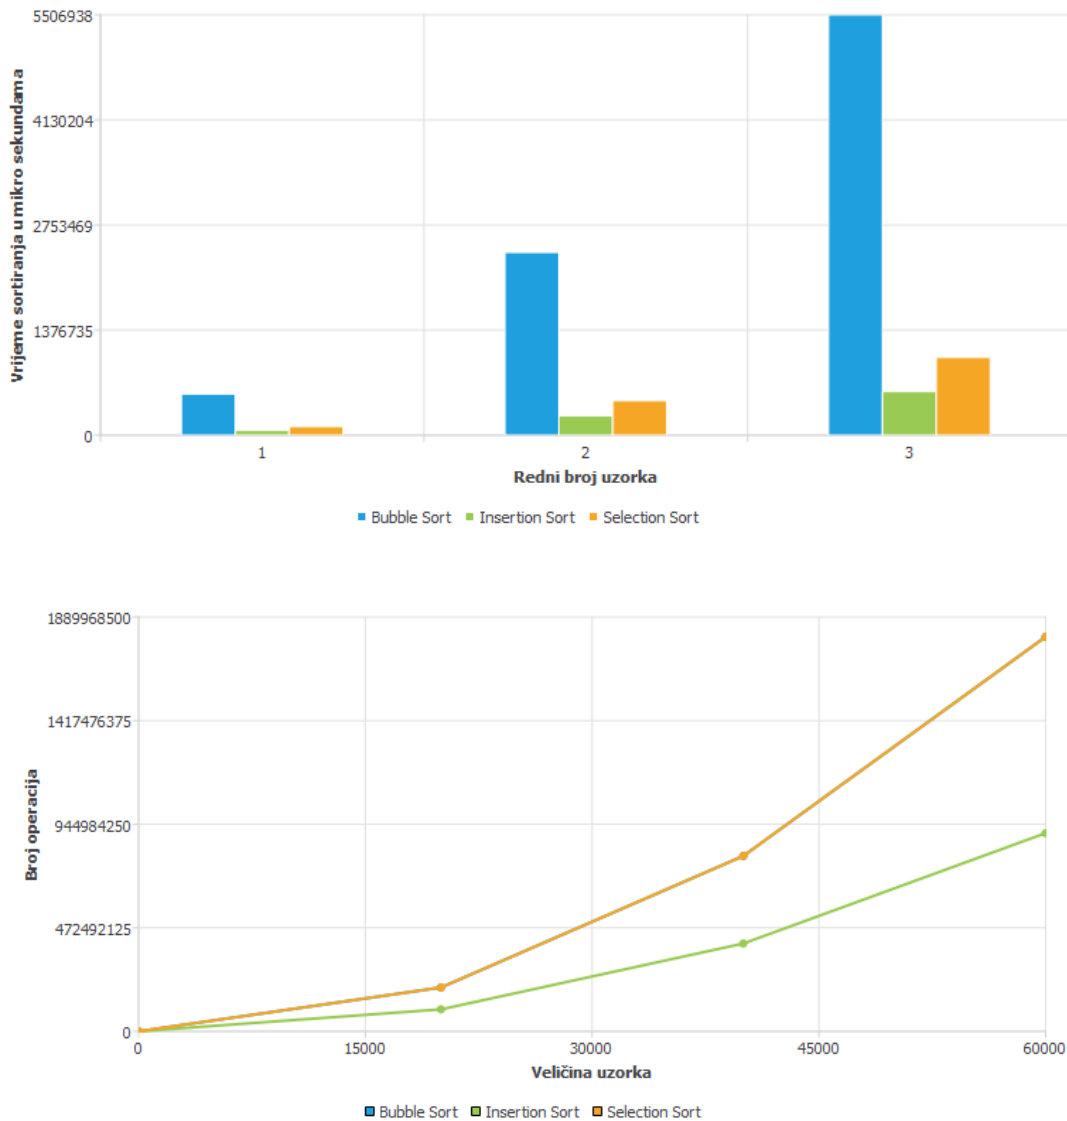 5506938
4130204
2753469
1376735
0
Vrijeme sortiranja u mikro sekundama
1 2 3
Redni broj uzorka
Bubble Sort Insertion Sort Selection Sort
1889968500
1417476375
944984250
472492125
0
Broj operacija
0 15000 30000 45000 60000
Veličina uzorka
Bubble Sort Insertion Sort Selection Sort